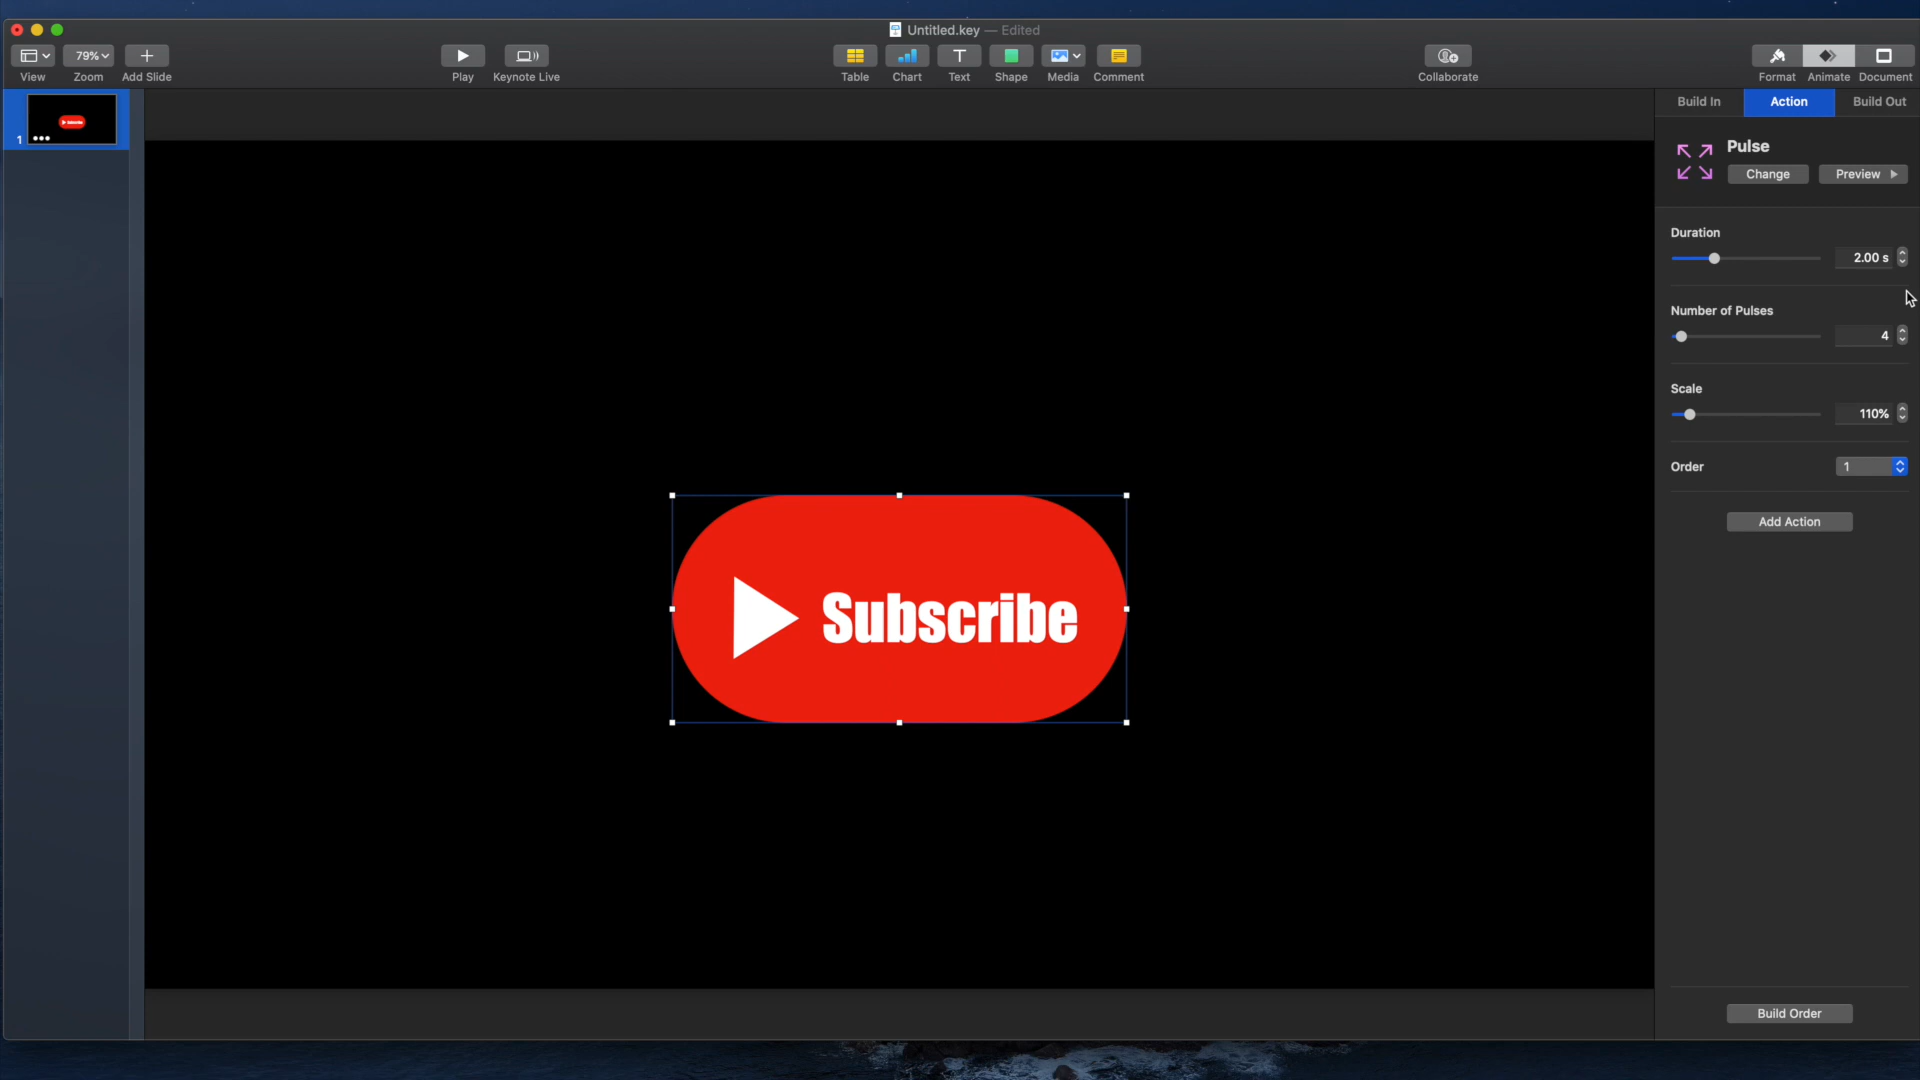 Untitled.key — Edited
79%
View
Zoom
Add Slide
Play
Keynote Live
Table
Chart
Text
Shape
Media
Comment
Collaborate
Format
Animate
Document
Build In
Action
Build Out
1
Subscribe
Pulse
Change
Preview
Duration
2.00 s
Number of Pulses
4
Scale
110%
Order
1
Add Action
Subscribe
Build Order